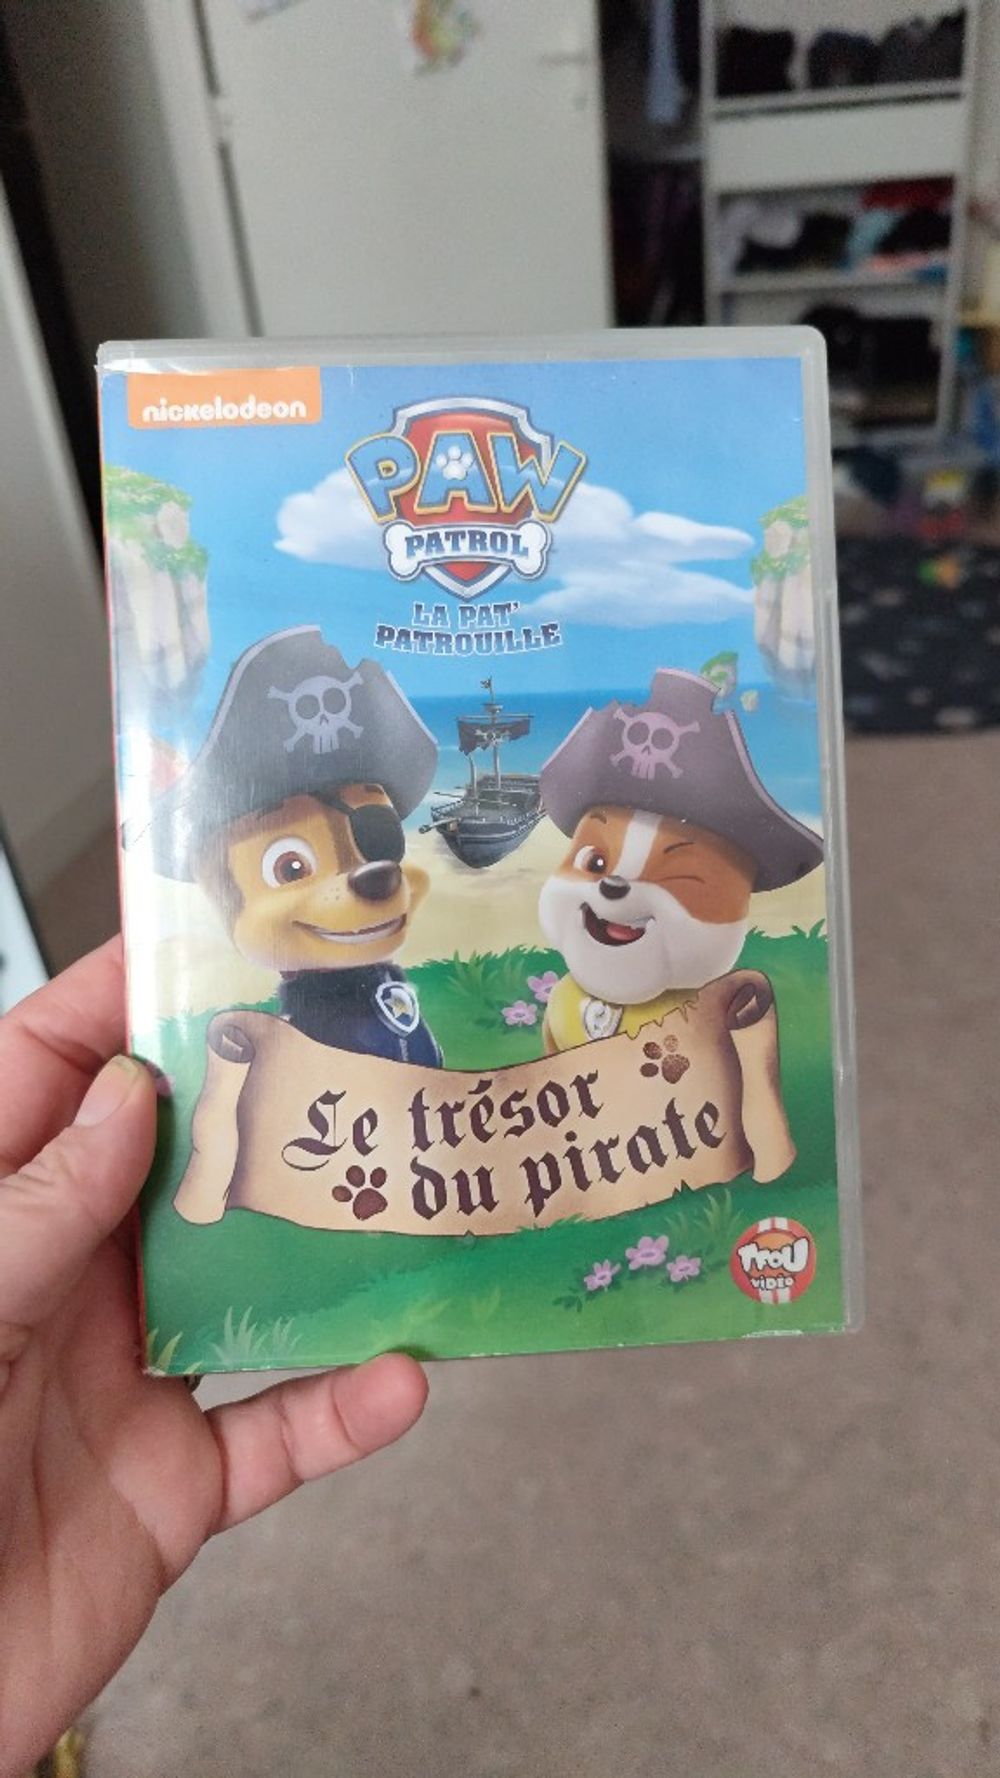 nickelodeon
PAW
PATROL
LA PAT'
PATROUILLE
Le trésor
du pirate
TFOU
VIDÉO